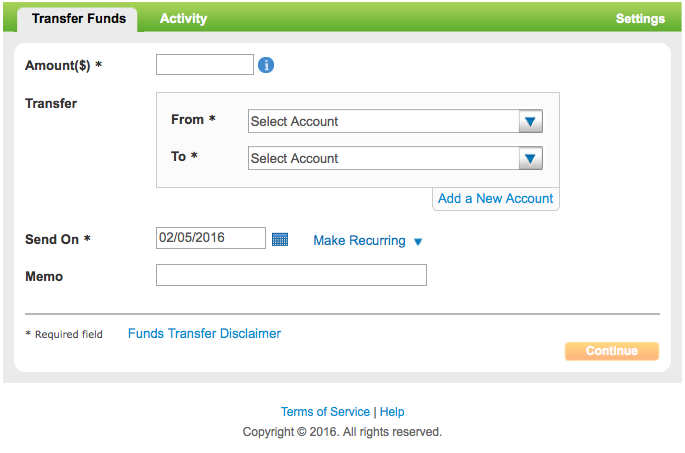 Transfer Funds Activity Settings
Amount($) *
Transfer
From * Select Account
To * Select Account
Add a New Account
Send On * 02/05/2016 Make Recurring
Memo
* Required field Funds Transfer Disclaimer
Continue
Terms of Service | Help
Copyright © 2016. All rights reserved.